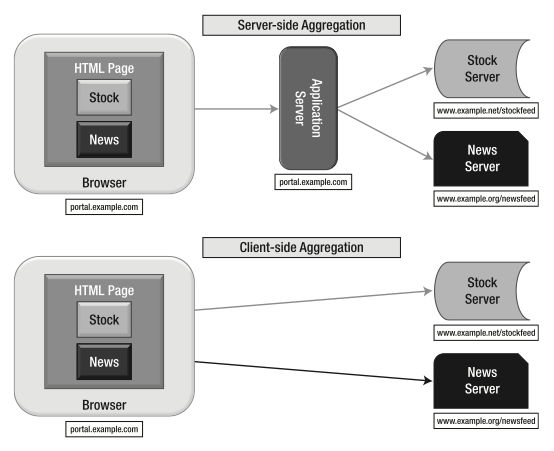 Server-side Aggregation
HTML Page
Stock
News
Browser
portal.example.com
Application
Server
portal.example.com
Stock
Server
www.example.net/stockfeed
News
Server
www.example.org/newsfeed
Client-side Aggregation
HTML Page
Stock
News
Browser
portal.example.com
Stock
Server
www.example.net/stockfeed
News
Server
www.example.org/newsfeed